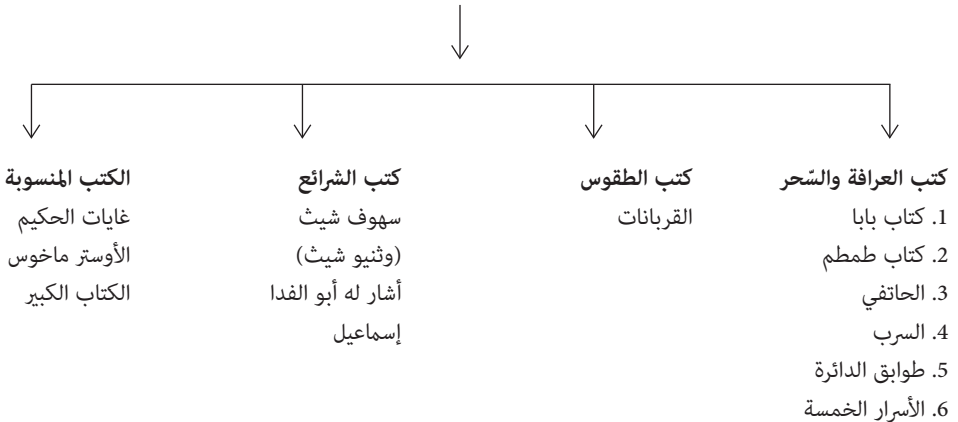 كتب العرافة والسّحر
1. كتاب بابا
2. كتاب طمطم
3. الحاتفي
4. السرب
5. طوابق الدائرة
6. الأسرار الخمسة
كتب الطقوس
القربانات
كتب الشرائع
سهوف شيث
(وثنيو شيث)
أشار له أبو الفدا
إسماعيل
الكتب المنسوبة
غايات الحكيم
الأوستر ماخوس
الكتاب الكبير